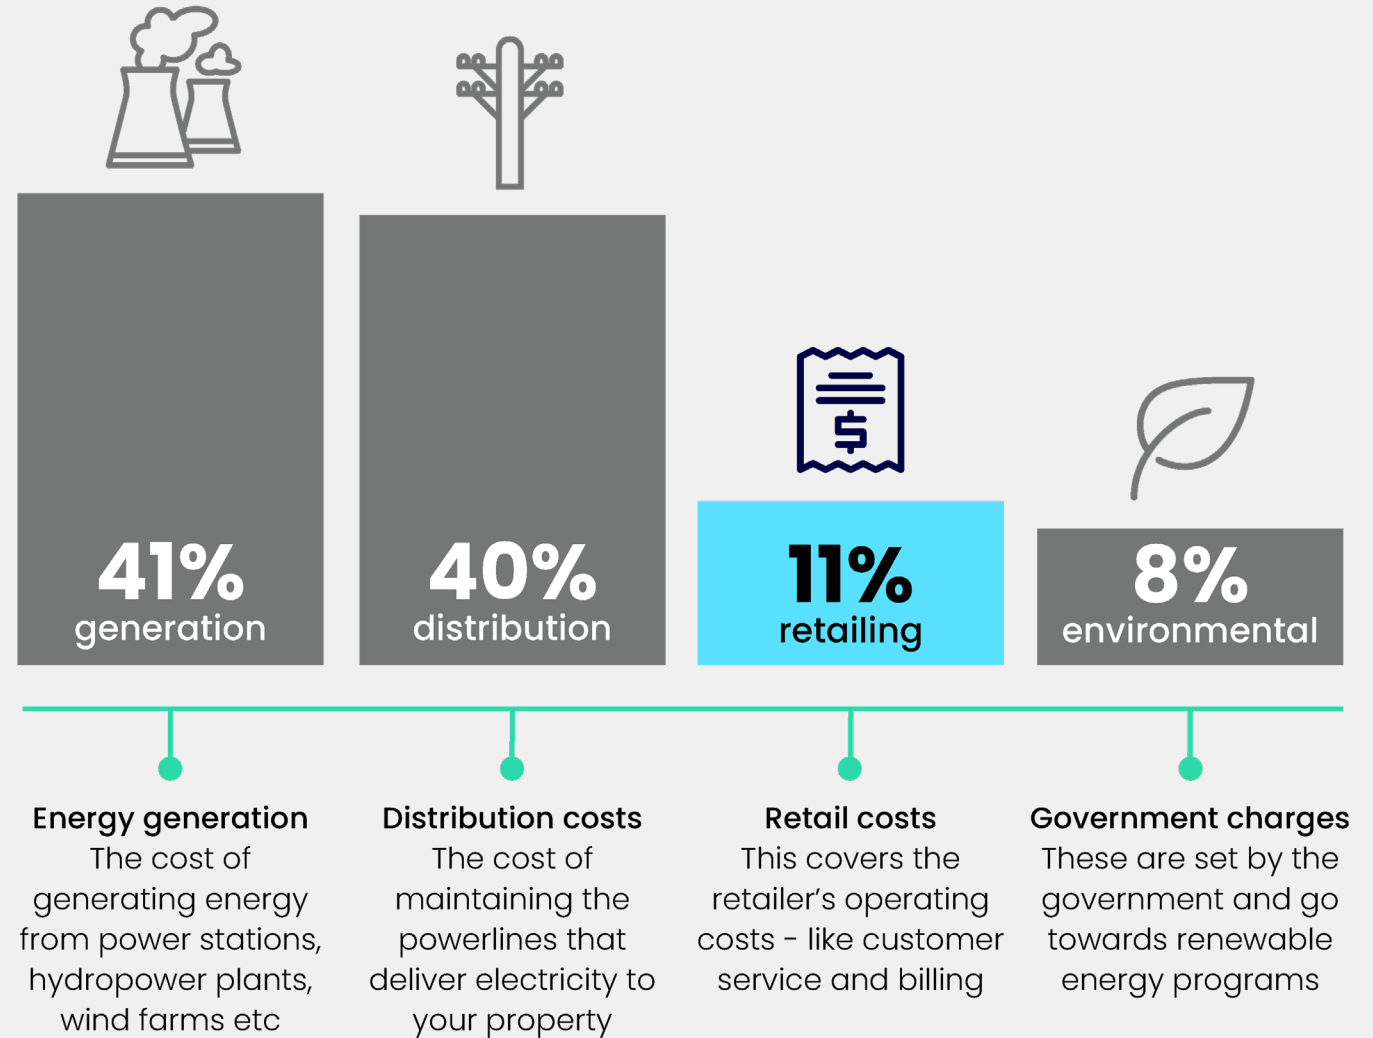 41%
generation
40%
distribution
$
11%
retailing
8%
environmental
Energy generation
The cost of
generating energy
from power stations,
hydropower plants,
wind farms etc
Distribution costs
The cost of
maintaining the
powerlines that
deliver electricity to
your property
Retail costs
This covers the
retailer’s operating
costs - like customer
service and billing
Government charges
These are set by the
government and go
towards renewable
energy programs